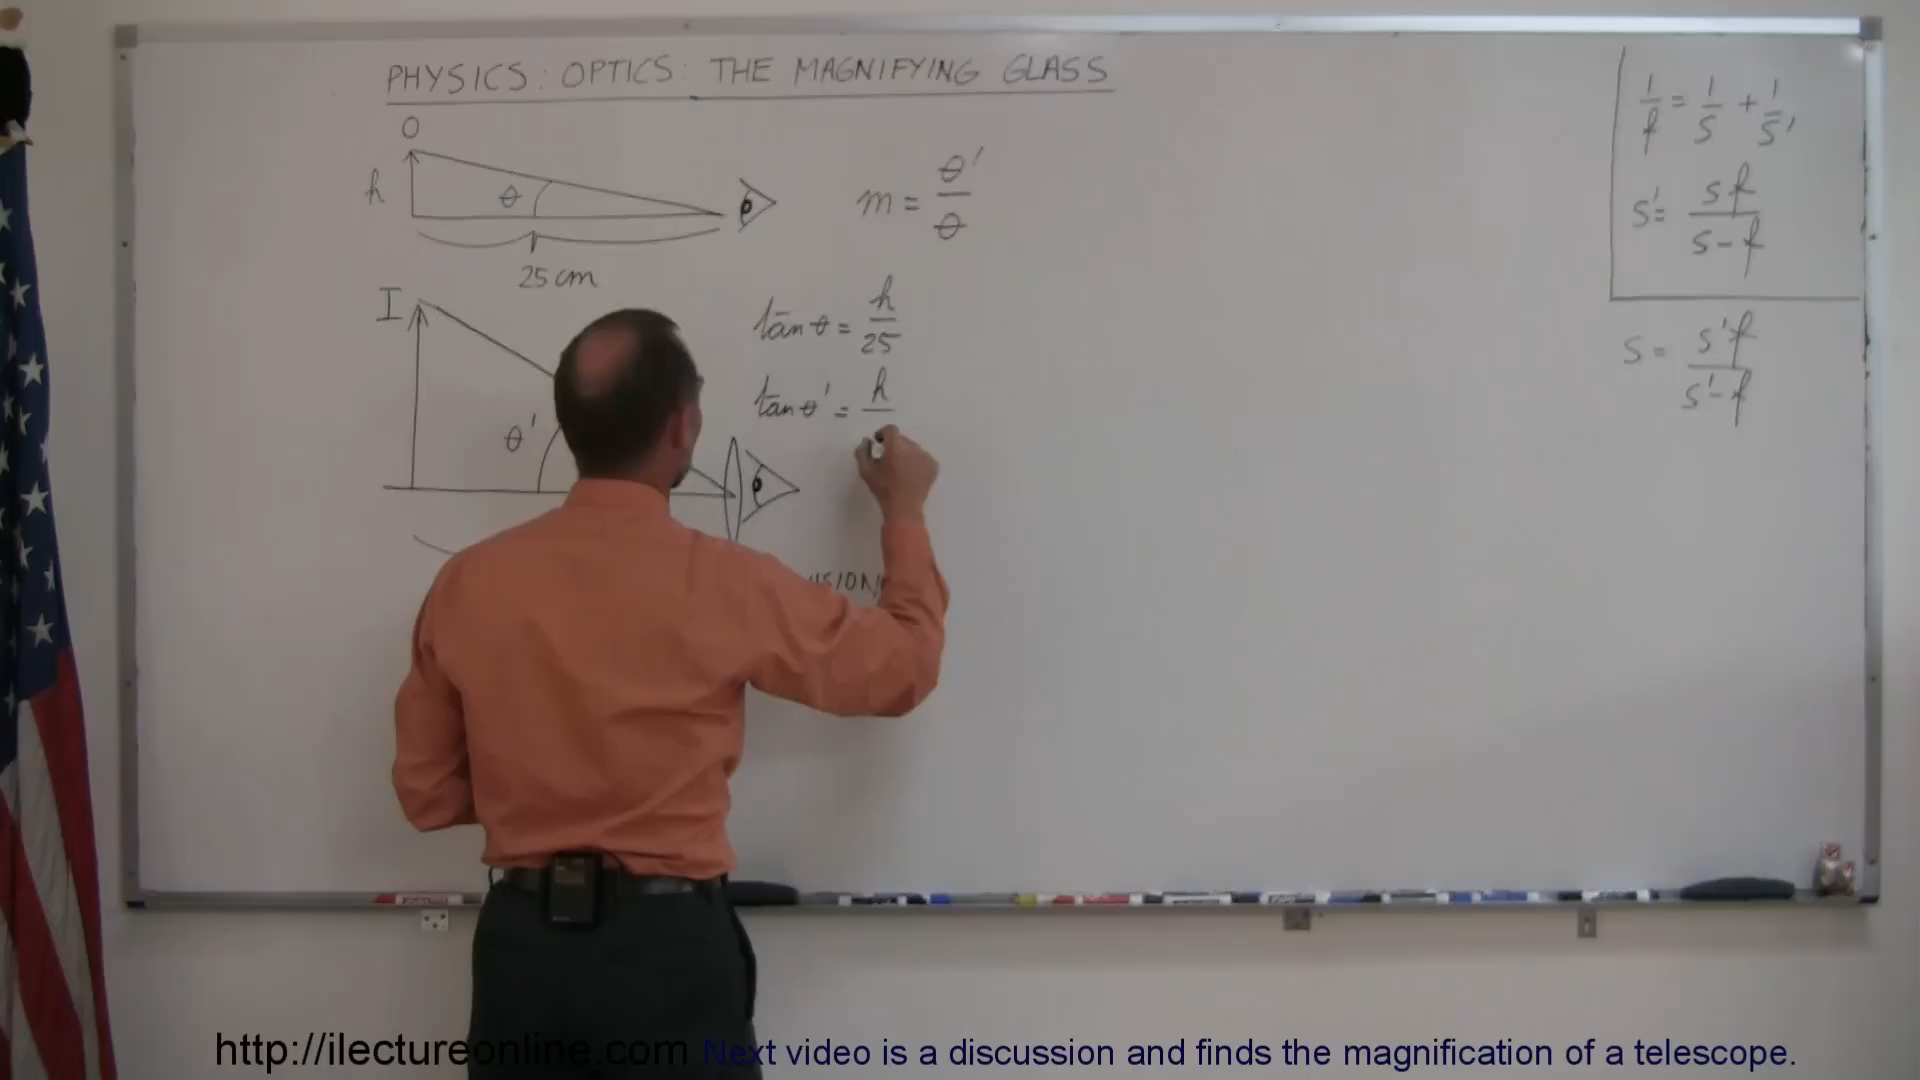 PHYSICS: OPTICS: THE MAGNIFYING GLASS
O
h
θ
25 cm
m = θ' / θ
I
θ'
tan θ = h / 25
tan θ' = h /
1/f = 1/s + 1/s'
s' = s f / s - f
s = s' f / s' - f
http://ilectureonline.com Next video is a discussion and finds the magnification of a telescope.